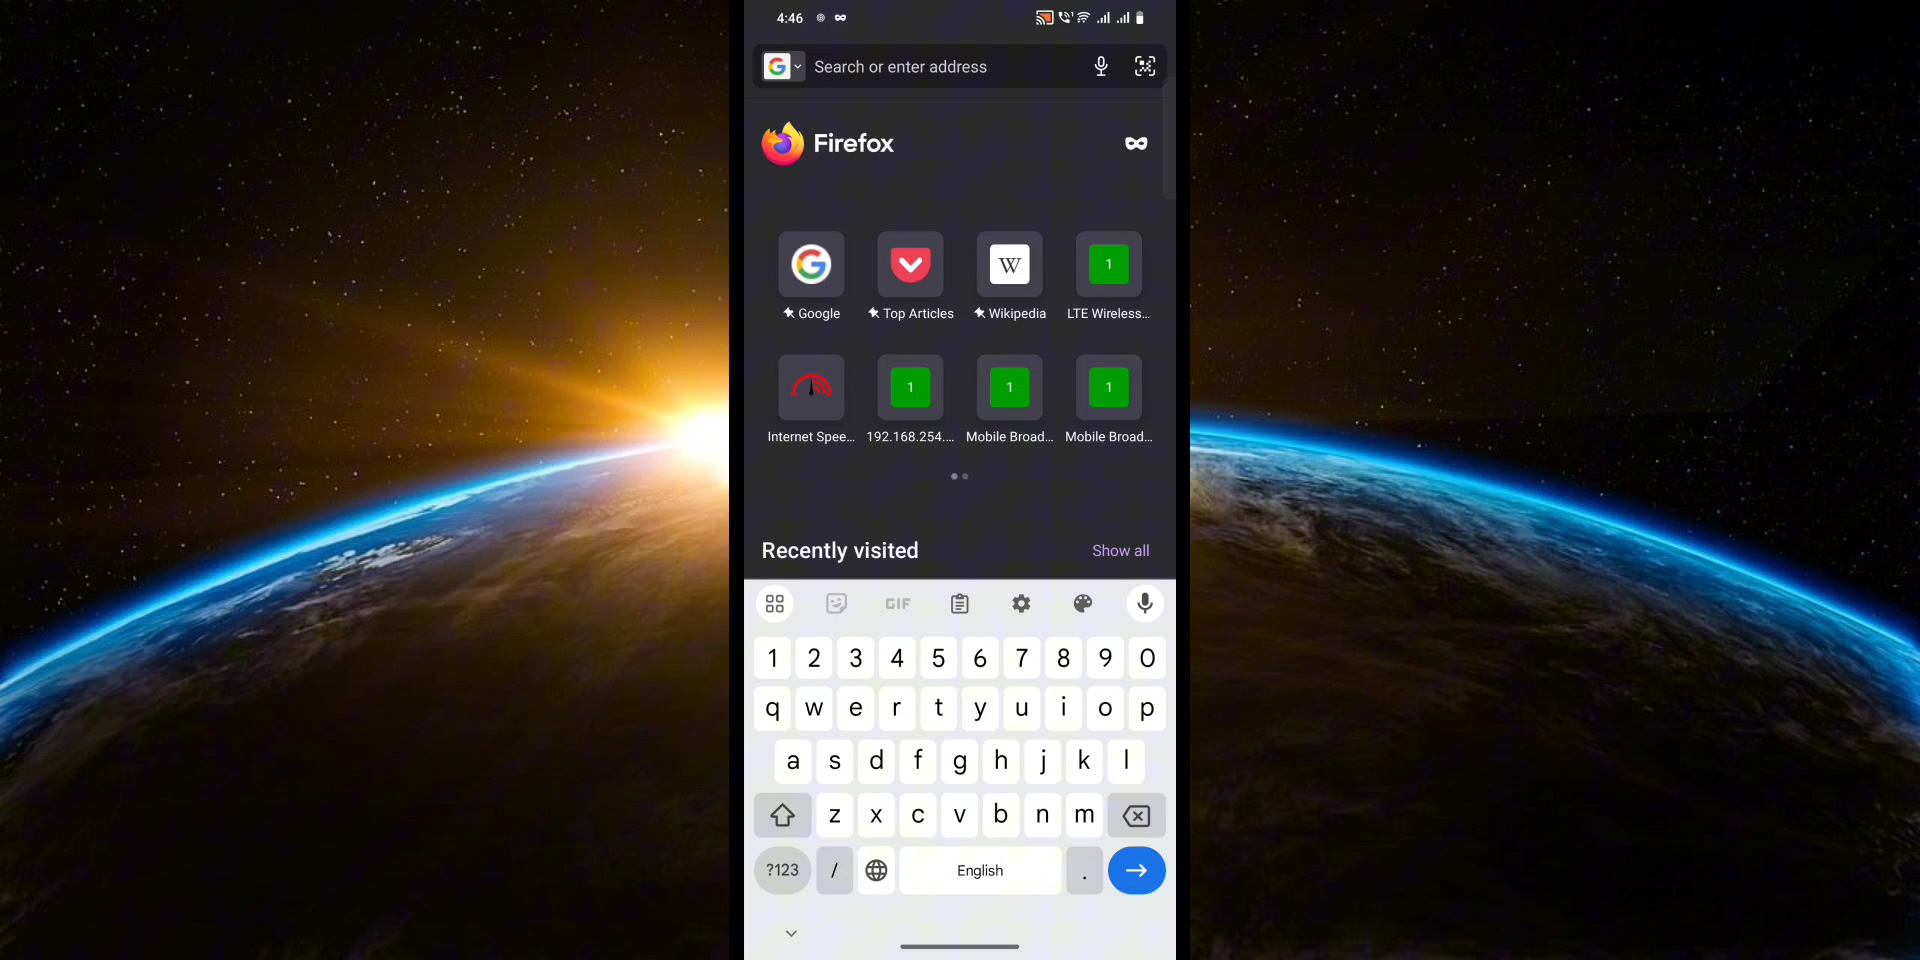 4:46
Search or enter address
Firefox
W
1
Google
Top Articles
Wikipedia
LTE Wireless...
1
1
1
Internet Spee...
192.168.254....
Mobile Broad...
Mobile Broad...
Recently visited
Show all
GIF
1 2 3 4 5 6 7 8 9 0
q w e r t y u i o p
a s d f g h j k l
z x c v b n m
?123 / English .